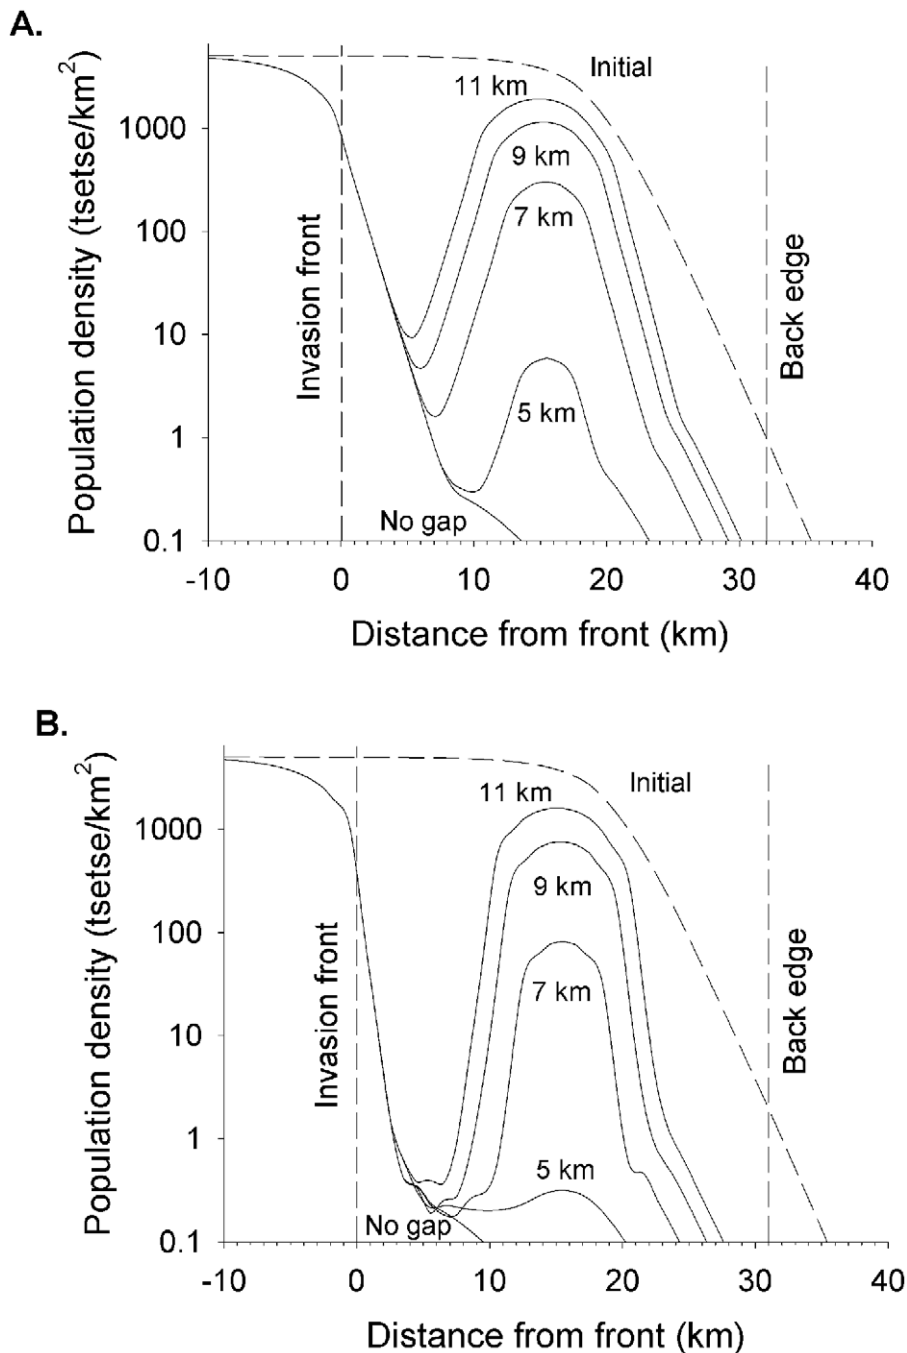 A.
Population density (tsetse/km²)
1000
100
10
1
0.1
Initial
11 km
9 km
7 km
5 km
No gap
Invasion front
Back edge
-10 0 10 20 30 40
Distance from front (km)
B.
Population density (tsetse/km²)
1000
100
10
1
0.1
Initial
11 km
9 km
7 km
5 km
No gap
Invasion front
Back edge
-10 0 10 20 30 40
Distance from front (km)